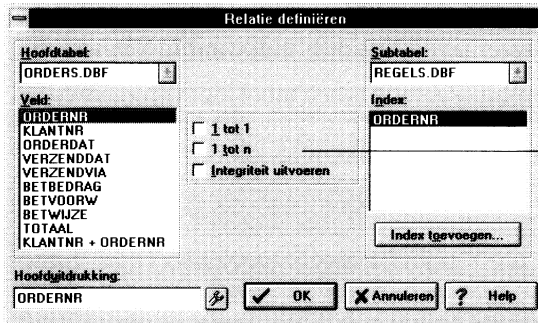 Relatie definiëren
Hoofdtabel:
ORDERS.DBF
Veld:
ORDERNR
KLANTNR
ORDERDAT
VERZENDDAT
VERZENDVIA
BETBEDRAG
BETVOORW
BETWIJZE
TOTAAL
KLANTNR + ORDERNR
1 tot 1
1 tot n
Integriteit uitvoeren
Subtabel:
REGELS.DBF
Index:
ORDERNR
Index toevoegen...
Hoofduitdrukking:
ORDERNR
OK
Annuleren
? Help